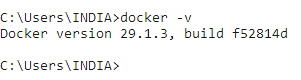 C:\Users\INDIA>docker -v
Docker version 29.1.3, build f52814d
C:\Users\INDIA>